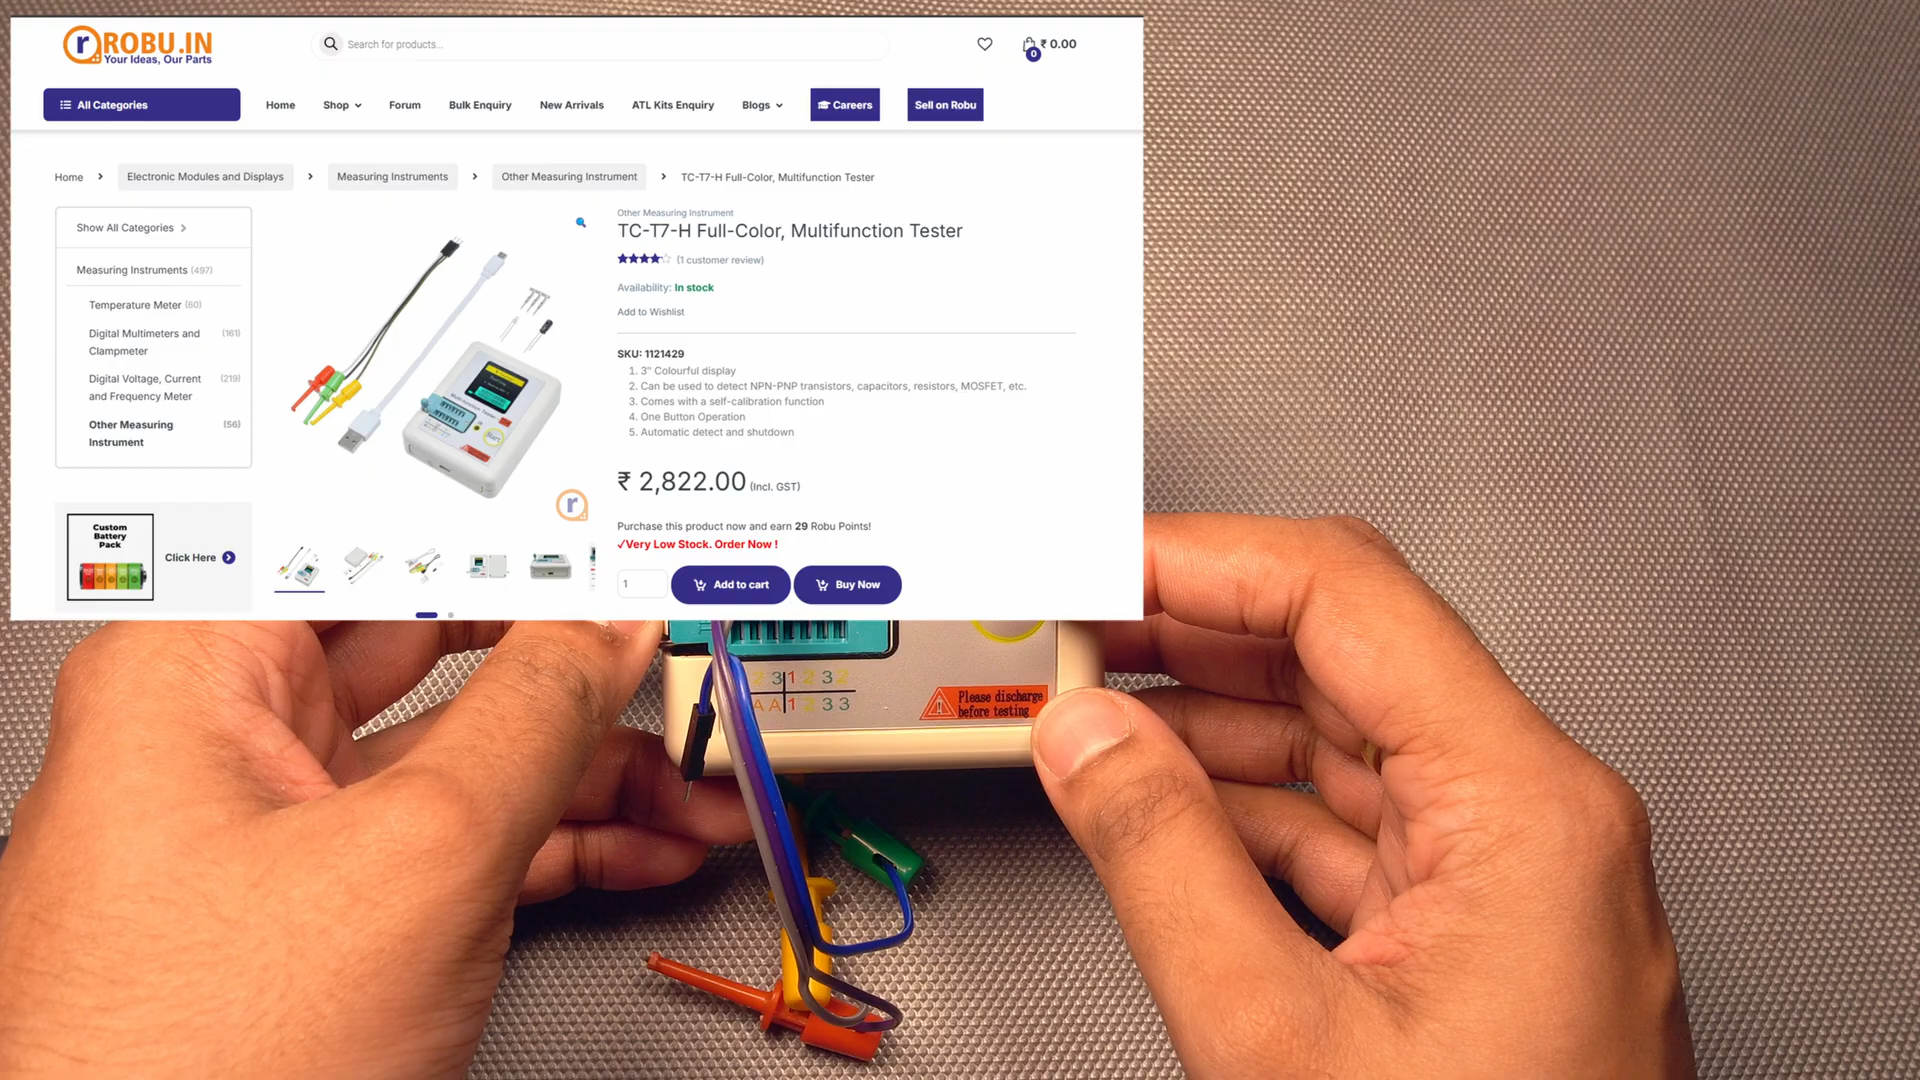 ROBU.IN
Your Ideas, Our Parts
Search for products...
₹ 0.00
0
All Categories
Home
Shop
Forum
Bulk Enquiry
New Arrivals
ATL Kits Enquiry
Blogs
Careers
Sell on Robu
Home
Electronic Modules and Displays
Measuring Instruments
Other Measuring Instrument
TC-T7-H Full-Color, Multifunction Tester
Show All Categories
Measuring Instruments (497)
Temperature Meter (60)
Digital Multimeters and Clampmeter (161)
Digital Voltage, Current and Frequency Meter (219)
Other Measuring Instrument (56)
Custom
Battery
Pack
Click Here
Start
r
Other Measuring Instrument
TC-T7-H Full-Color, Multifunction Tester
(1 customer review)
Availability: In stock
Add to Wishlist
SKU: 1121429
1. 3" Colourful display
2. Can be used to detect NPN-PNP transistors, capacitors, resistors, MOSFET, etc.
3. Comes with a self-calibration function
4. One Button Operation
5. Automatic detect and shutdown
₹ 2,822.00 (Incl. GST)
Purchase this product now and earn 29 Robu Points!
✓Very Low Stock. Order Now !
1
Add to cart
Buy Now
2 3 1 2 3 2
A A 1 2 3 3
Please discharge
before testing